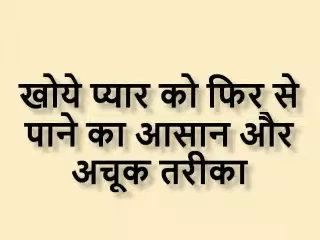 खोये प्यार को फिर से
पाने का आसान और
अचूक तरीका